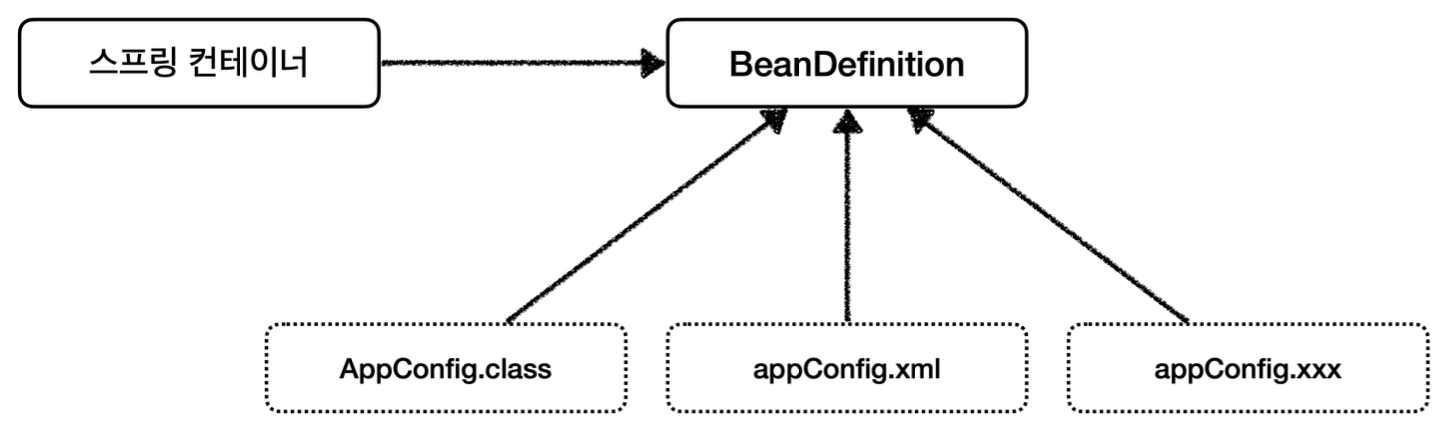 스프링 컨테이너
BeanDefinition
AppConfig.class
appConfig.xml
appConfig.xxx